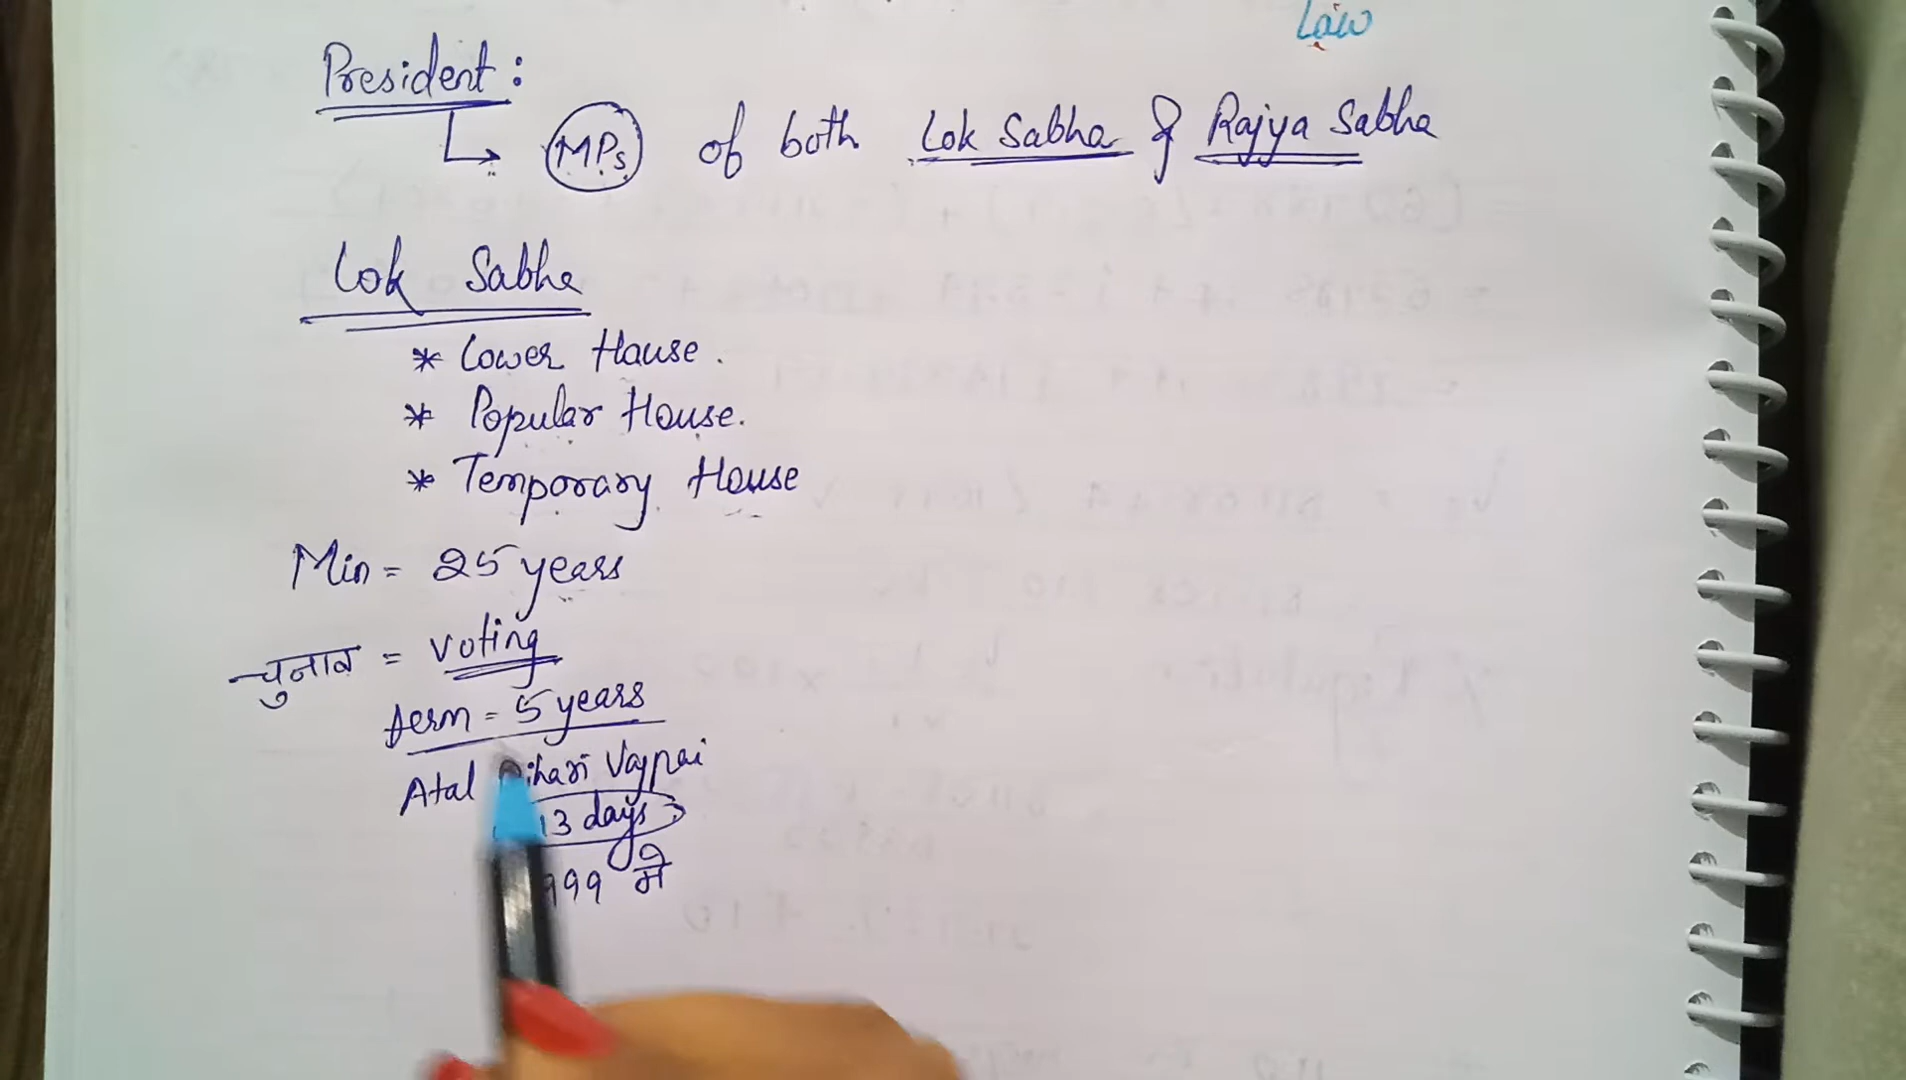 Law
President:
MPs of both Lok Sabha & Rajya Sabha
Lok Sabha
* Lower House.
* Popular House.
* Temporary House
Min = 25 years
चुनाव = Voting
term = 5 years
Atal Bihari Vajpai
13 days
999 में